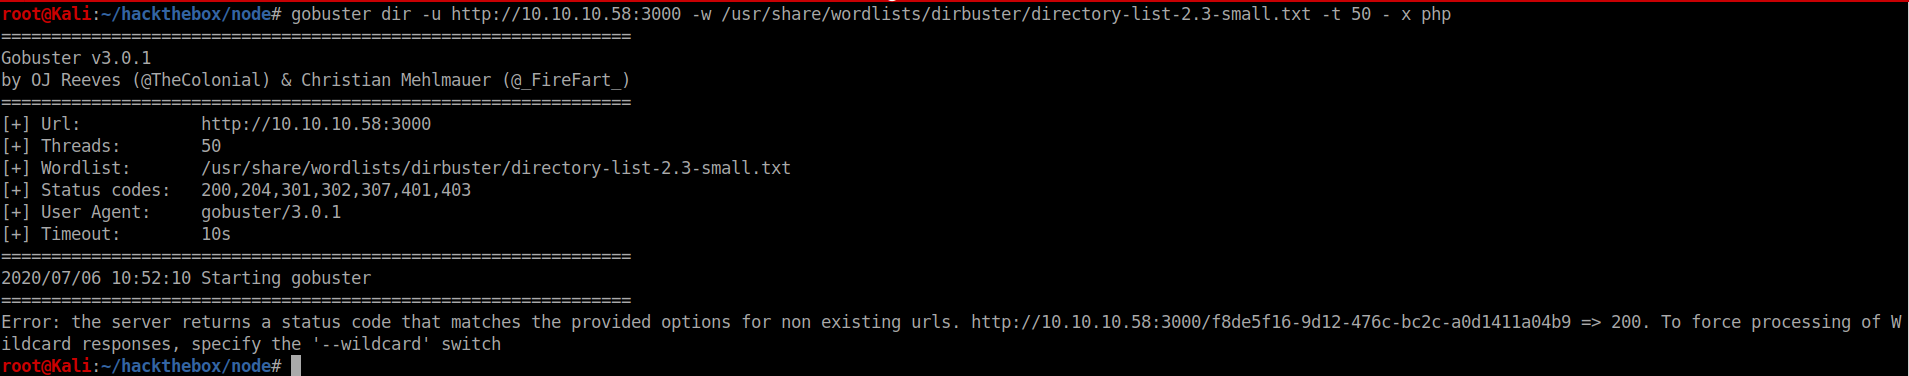 root@Kali:~/hackthebox/node# gobuster dir -u http://10.10.10.58:3000 -w /usr/share/wordlists/dirbuster/directory-list-2.3-small.txt -t 50 - x php
===============================================================
Gobuster v3.0.1
by OJ Reeves (@TheColonial) & Christian Mehlmauer (@_FireFart_)
===============================================================
[+] Url:            http://10.10.10.58:3000
[+] Threads:        50
[+] Wordlist:       /usr/share/wordlists/dirbuster/directory-list-2.3-small.txt
[+] Status codes:   200,204,301,302,307,401,403
[+] User Agent:     gobuster/3.0.1
[+] Timeout:        10s
===============================================================
2020/07/06 10:52:10 Starting gobuster
===============================================================
Error: the server returns a status code that matches the provided options for non existing urls. http://10.10.10.58:3000/f8de5f16-9d12-476c-bc2c-a0d1411a04b9 => 200. To force processing of W
ildcard responses, specify the '--wildcard' switch
root@Kali:~/hackthebox/node#